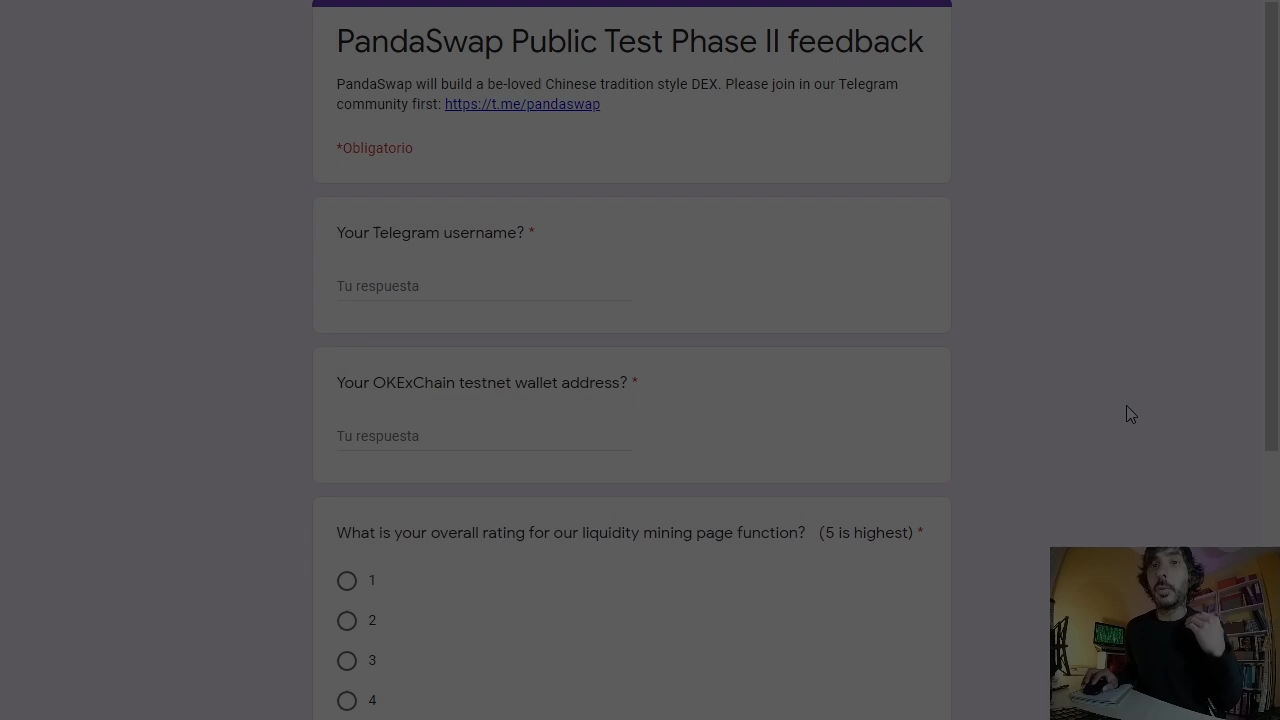 PandaSwap Public Test Phase II feedback
PandaSwap will build a be-loved Chinese tradition style DEX. Please join in our Telegram
community first: https://t.me/pandaswap
*Obligatorio
Your Telegram username? *
Tu respuesta
Your OKExChain testnet wallet address? *
Tu respuesta
What is your overall rating for our liquidity mining page function? (5 is highest) *
1
2
3
4